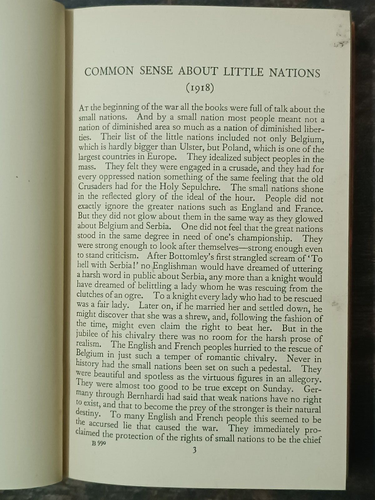 COMMON SENSE ABOUT LITTLE NATIONS
(1918)
At the beginning of the war all the books were full of talk about the
small nations. And by a small nation most people meant not a
nation of diminished area so much as a nation of diminished liber-
ties. Their list of the little nations included not only Belgium,
which is hardly bigger than Ulster, but Poland, which is one of the
largest countries in Europe. They idealized subject peoples in the
mass. They felt they were engaged in a crusade, and they had for
every oppressed nation something of the same feeling that the old
Crusaders had for the Holy Sepulchre. The small nations shone
in the reflected glory of the ideal of the hour. People did not
exactly ignore the greater nations such as England and France.
But they did not glow about them in the same way as they glowed
about Belgium and Serbia. One did not feel that the great nations
stood in the same degree in need of one's championship. They
were strong enough to look after themselves—strong enough even
to stand criticism. After Bottomley's first strangled scream of 'To
hell with Serbia!' no Englishman would have dreamed of uttering
a harsh word in public about Serbia, any more than a knight would
have dreamed of belittling a lady whom he was rescuing from the
clutches of an ogre. To a knight every lady who had to be rescued
was a fair lady. Later on, if he married her and settled down, he
might discover that she was a shrew, and, following the fashion of
the time, might even claim the right to beat her. But in the
jubilee of his chivalry there was no room for the harsh prose of
realism. The English and French peoples hurried to the rescue of
Belgium in just such a temper of romantic chivalry. Never in
history had the small nations been set on such a pedestal. They
were beautiful and spotless as the virtuous figures in an allegory.
They were almost too good to be true except on Sunday. Ger-
many through Bernhardi had said that weak nations have no right
to exist, and that to become the prey of the stronger is their natural
destiny. To many English and French people this seemed to be
the accursed lie that caused the war. They immediately pro-
claimed the protection of the rights of small nations to be the chief
B 990
3